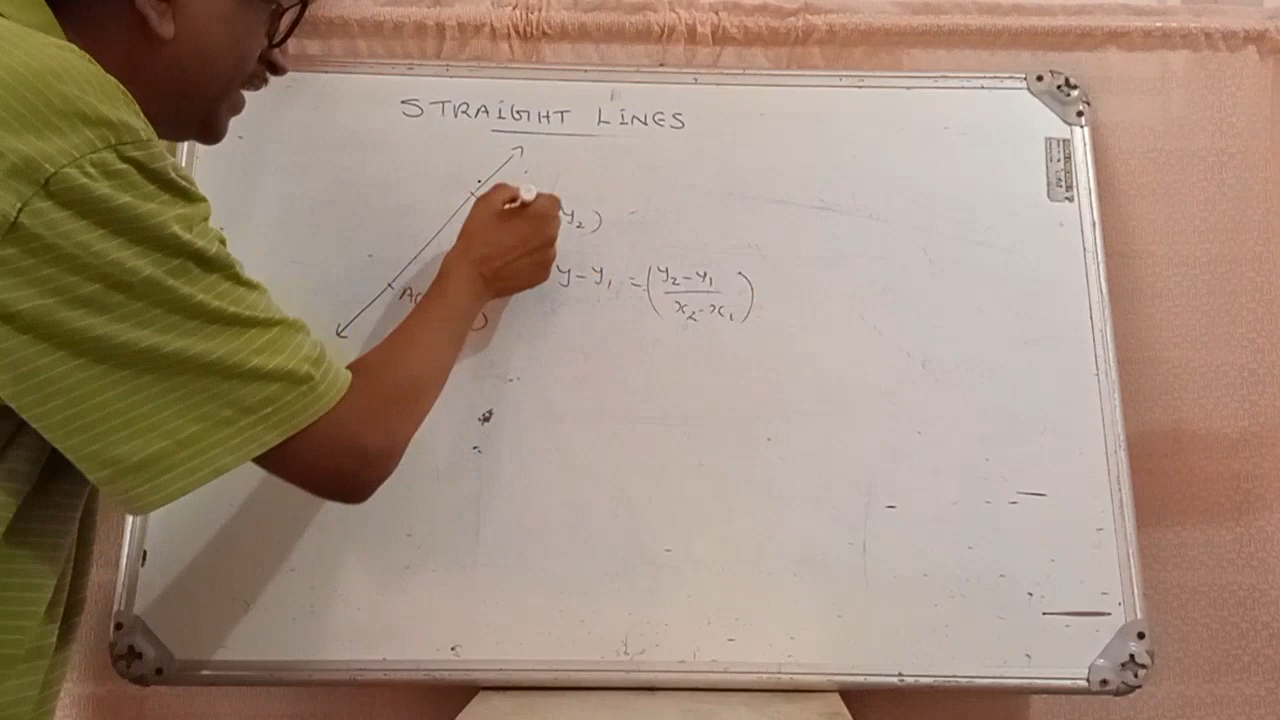 STRAIGHT LINES
y₂)
y - y₁ = (y₂ - y₁ / x₂ - x₁)
A(
)